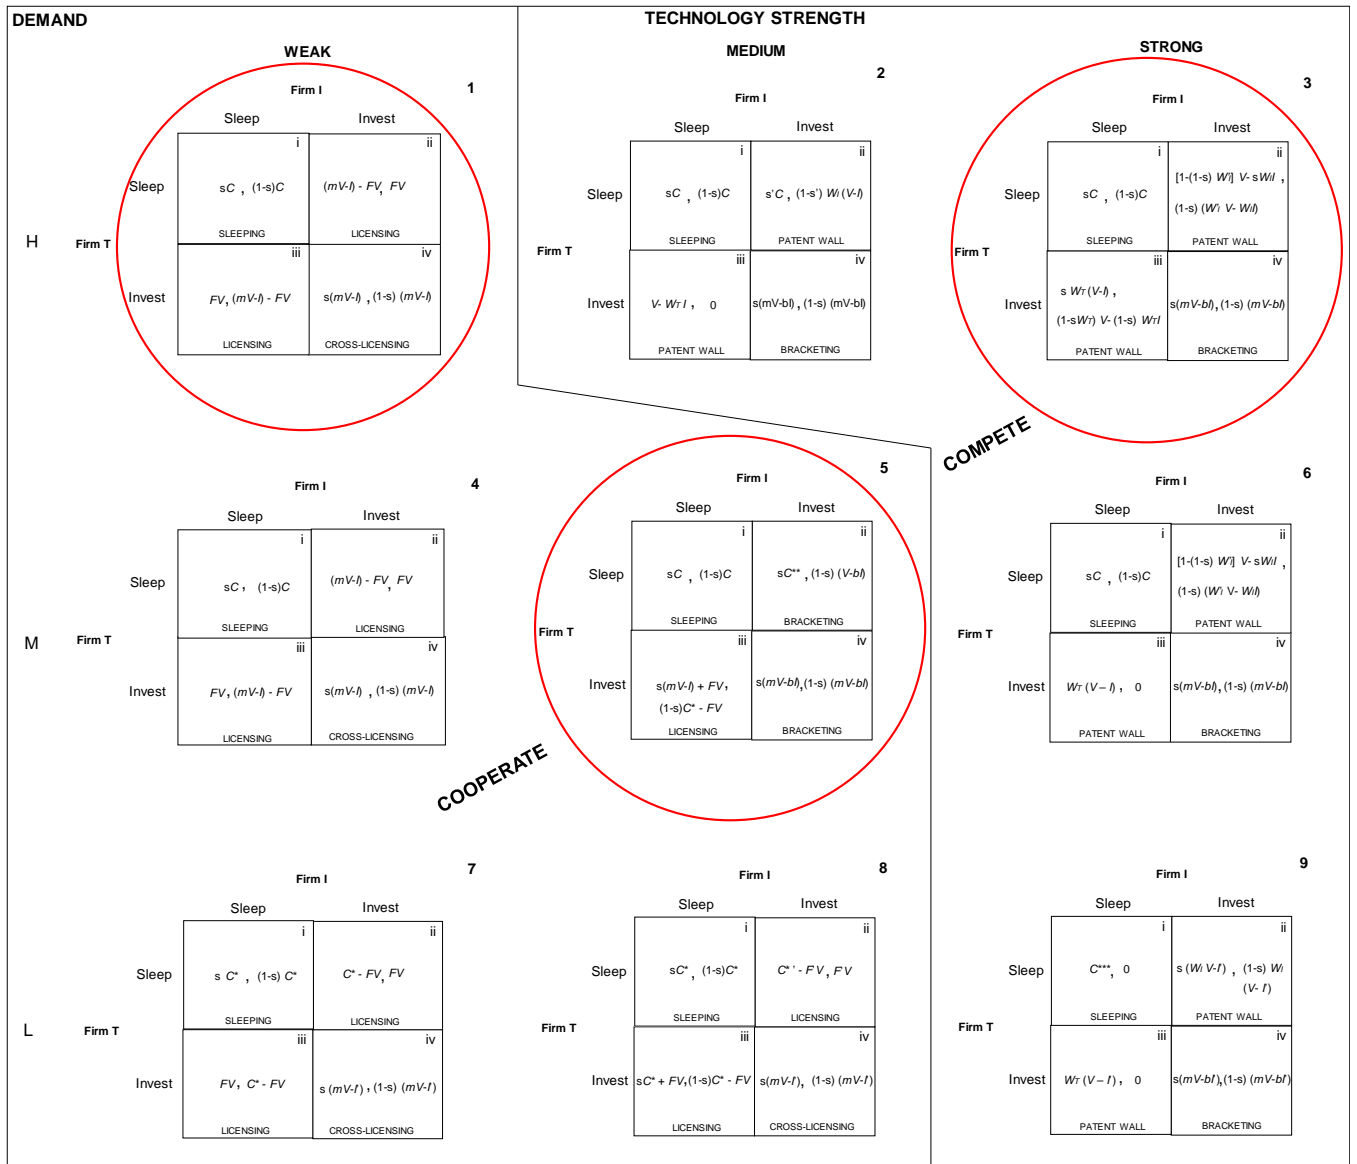 DEMAND
TECHNOLOGY STRENGTH
WEAK
MEDIUM
STRONG
1
Firm I
Sleep Invest
i ii
Sleep
sC , (1-s)C
(mV-I) - FV, FV
SLEEPING LICENSING
H
Firm T
iii iv
Invest
FV, (mV-I) - FV
s(mV-I) , (1-s) (mV-I)
LICENSING CROSS-LICENSING
2
Firm I
Sleep Invest
i ii
Sleep
sC , (1-s)C
s'C , (1-s') WI (V-I)
SLEEPING PATENT WALL
Firm T
iii iv
Invest
V- WT I , 0
s(mV-bI), (1-s) (mV-bI)
PATENT WALL BRACKETING
3
Firm I
Sleep Invest
i ii
Sleep
sC , (1-s)C
[1-(1-s) W'I] V- sWII ,
(1-s) (W'I V- WII)
SLEEPING PATENT WALL
Firm T
iii iv
Invest
s WT (V-I) ,
(1-sWT) V- (1-s) WTI
s(mV-bI), (1-s) (mV-bI)
PATENT WALL BRACKETING
COMPETE
4
Firm I
Sleep Invest
i ii
Sleep
sC , (1-s)C
(mV-I) - FV, FV
SLEEPING LICENSING
M
Firm T
iii iv
Invest
FV, (mV-I) - FV
s(mV-I) , (1-s) (mV-I)
LICENSING CROSS-LICENSING
5
Firm I
Sleep Invest
i ii
Sleep
sC , (1-s)C
sC** , (1-s) (V-bI)
SLEEPING BRACKETING
Firm T
iii iv
Invest
s(mV-I) + FV,
(1-s)C* - FV
s(mV-bI), (1-s) (mV-bI)
LICENSING BRACKETING
6
Firm I
Sleep Invest
i ii
Sleep
sC , (1-s)C
[1-(1-s) W'I] V- sWII ,
(1-s) (W'I V- WII)
SLEEPING PATENT WALL
Firm T
iii iv
Invest
WT (V – I) , 0
s(mV-bI), (1-s) (mV-bI)
PATENT WALL BRACKETING
COOPERATE
7
Firm I
Sleep Invest
i ii
Sleep
s C* , (1-s) C*
C* - FV, FV
SLEEPING LICENSING
L
Firm T
iii iv
Invest
FV, C* - FV
s (mV-I') , (1-s) (mV-I')
LICENSING CROSS-LICENSING
8
Firm I
Sleep Invest
i ii
Sleep
sC* , (1-s)C*
C*' - FV , FV
SLEEPING LICENSING
Firm T
iii iv
Invest
sC* + FV, (1-s)C* - FV
s(mV-I'), (1-s) (mV-I')
LICENSING CROSS-LICENSING
9
Firm I
Sleep Invest
i ii
Sleep
C*** , 0
s (WI V-I') , (1-s) WI
(V- I')
SLEEPING PATENT WALL
Firm T
iii iv
Invest
WT (V – I') , 0
s(mV-bI'), (1-s) (mV-bI')
PATENT WALL BRACKETING